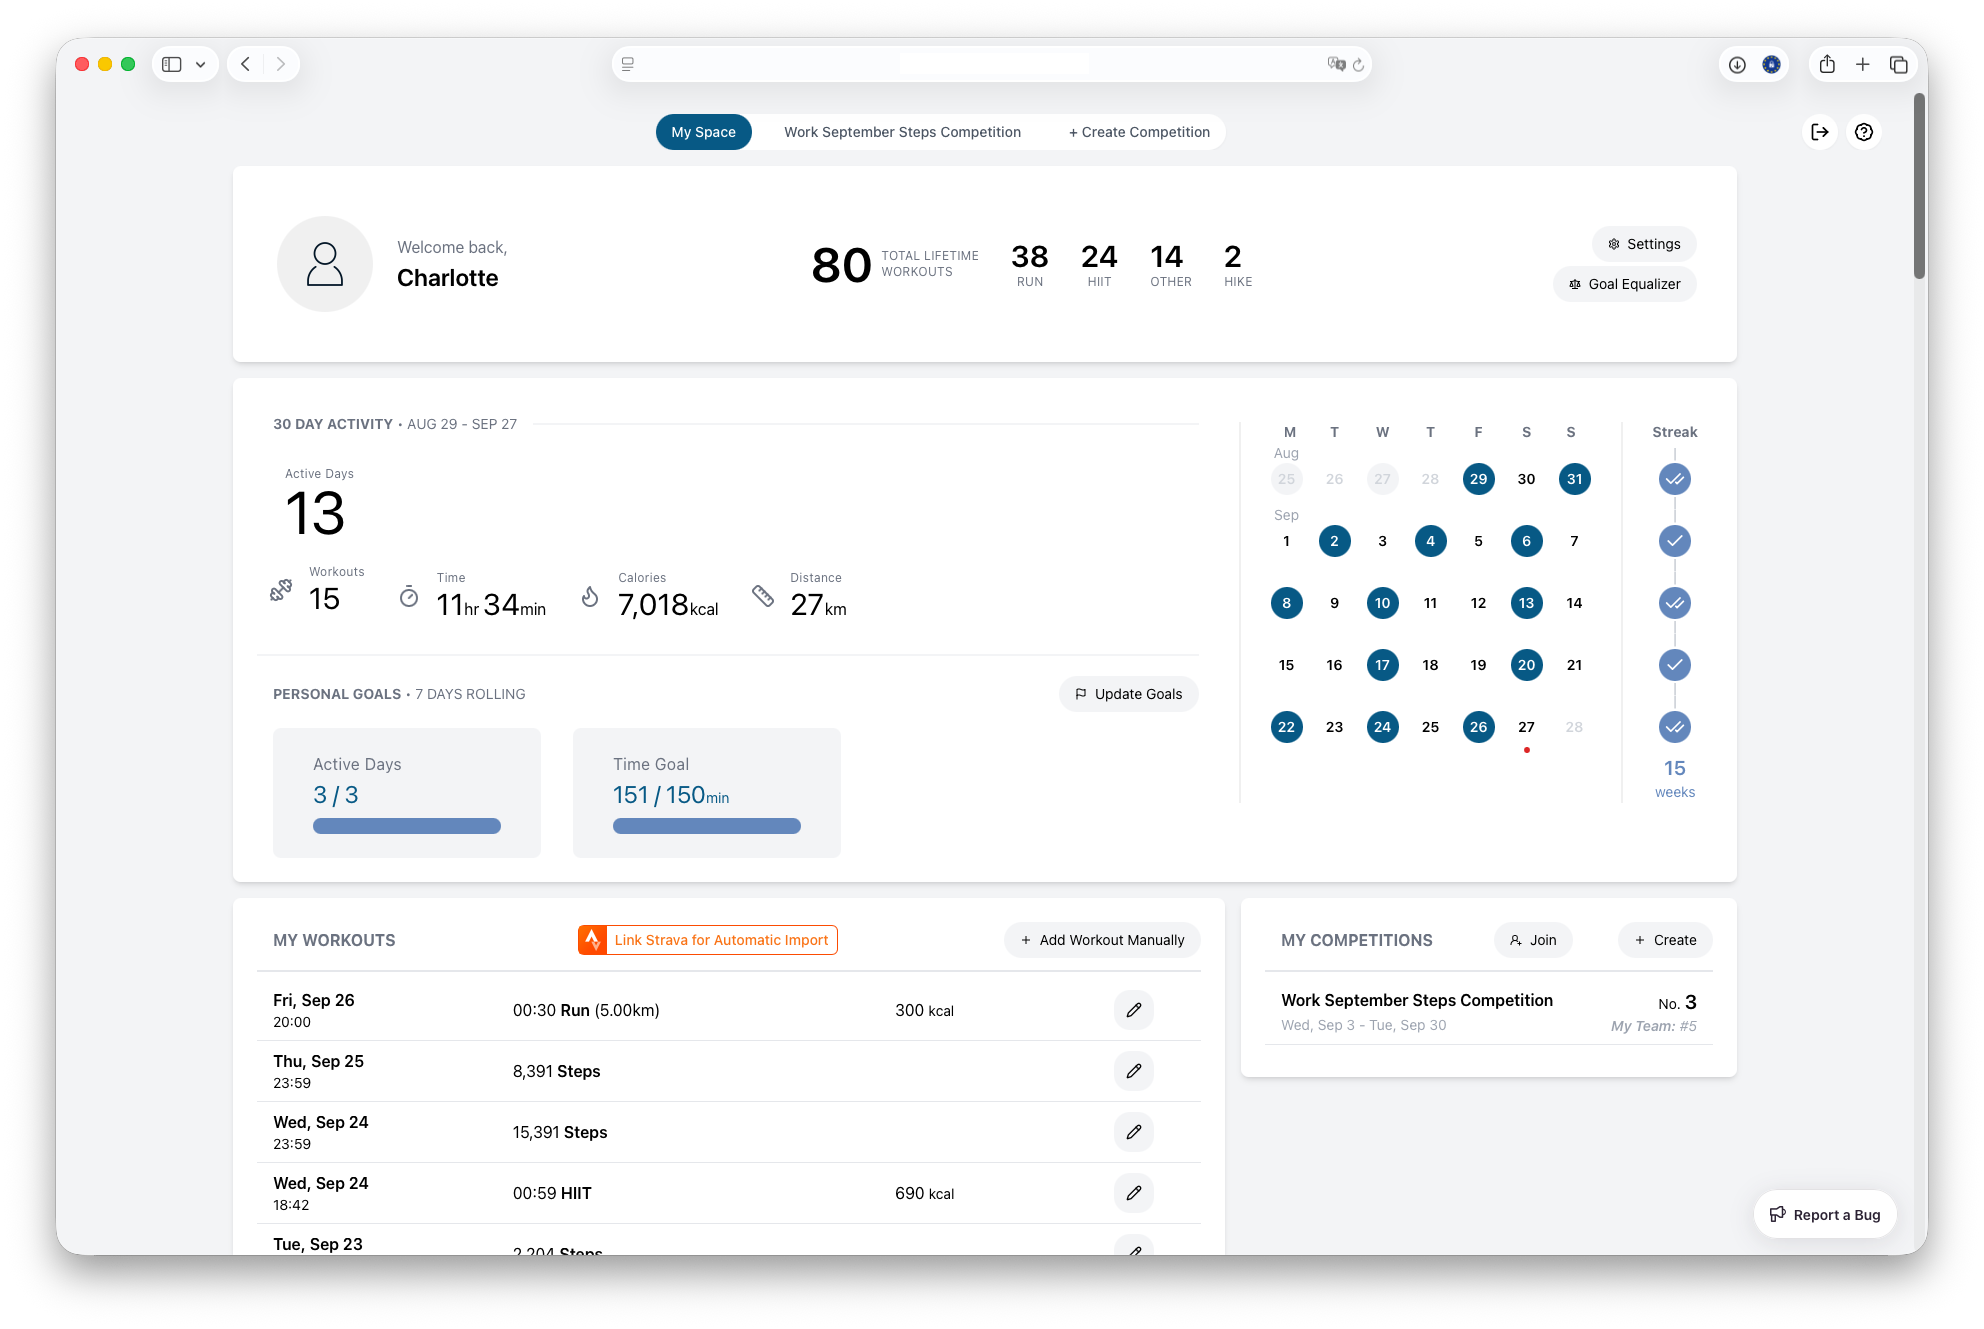 My Space
Work September Steps Competition
+ Create Competition
Welcome back,
Charlotte
80 TOTAL LIFETIME WORKOUTS
38 RUN
24 HIIT
14 OTHER
2 HIKE
Settings
Goal Equalizer
30 DAY ACTIVITY • AUG 29 - SEP 27
Active Days
13
Workouts
15
Time
11hr 34min
Calories
7,018kcal
Distance
27km
PERSONAL GOALS • 7 DAYS ROLLING
Update Goals
Active Days
3 / 3
Time Goal
151 / 150min
M T W T F S S
Aug
25 26 27 28 29 30 31
Sep
1 2 3 4 5 6 7
8 9 10 11 12 13 14
15 16 17 18 19 20 21
22 23 24 25 26 27 28
Streak
15
weeks
MY WORKOUTS
Link Strava for Automatic Import
+ Add Workout Manually
Fri, Sep 26
20:00
00:30 Run (5.00km)
300 kcal
Thu, Sep 25
23:59
8,391 Steps
Wed, Sep 24
23:59
15,391 Steps
Wed, Sep 24
18:42
00:59 HIIT
690 kcal
Tue, Sep 23
2,204 Steps
MY COMPETITIONS
Join
+ Create
Work September Steps Competition
No. 3
Wed, Sep 3 - Tue, Sep 30
My Team: #5
Report a Bug